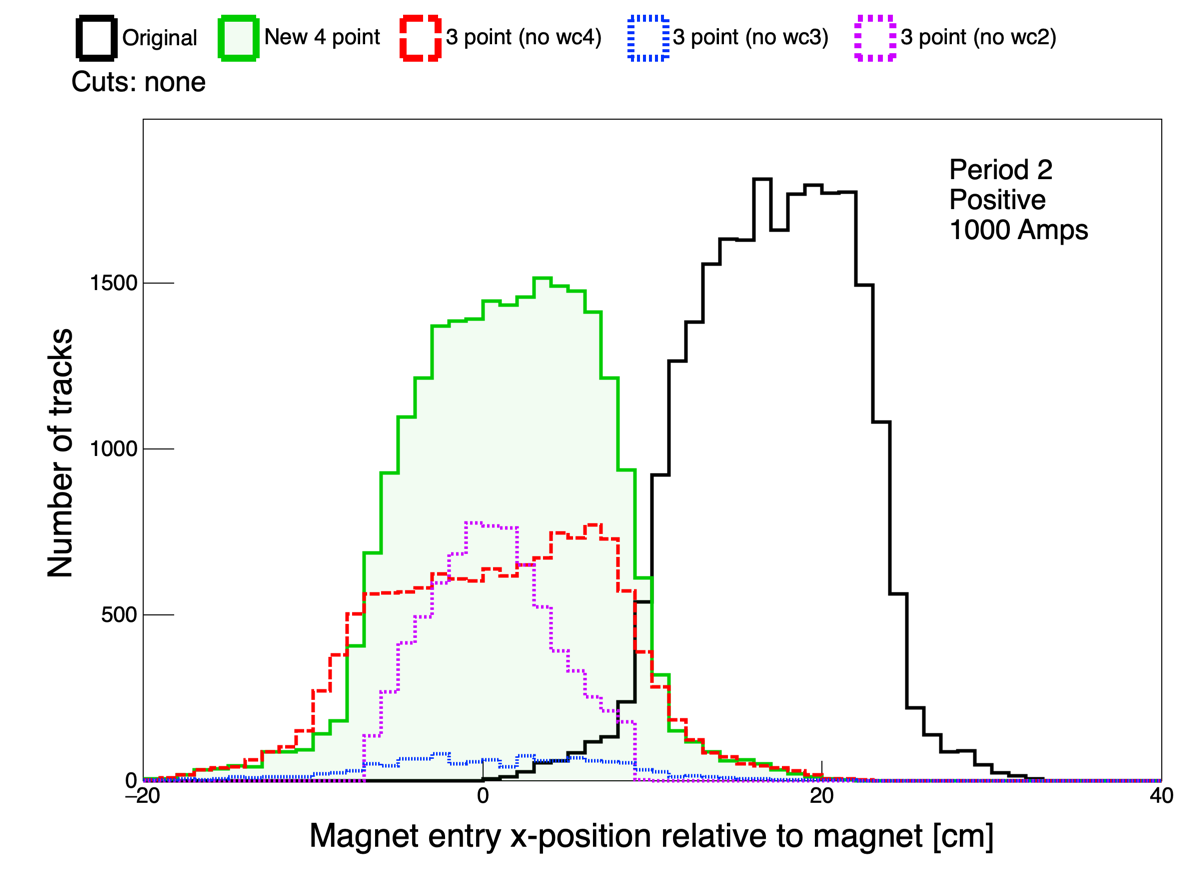 Original New 4 point 3 point (no wc4) 3 point (no wc3) 3 point (no wc2)
Cuts: none
Period 2
Positive
1000 Amps
1500
1000
500
0
Number of tracks
−20 0 20 40
Magnet entry x-position relative to magnet [cm]